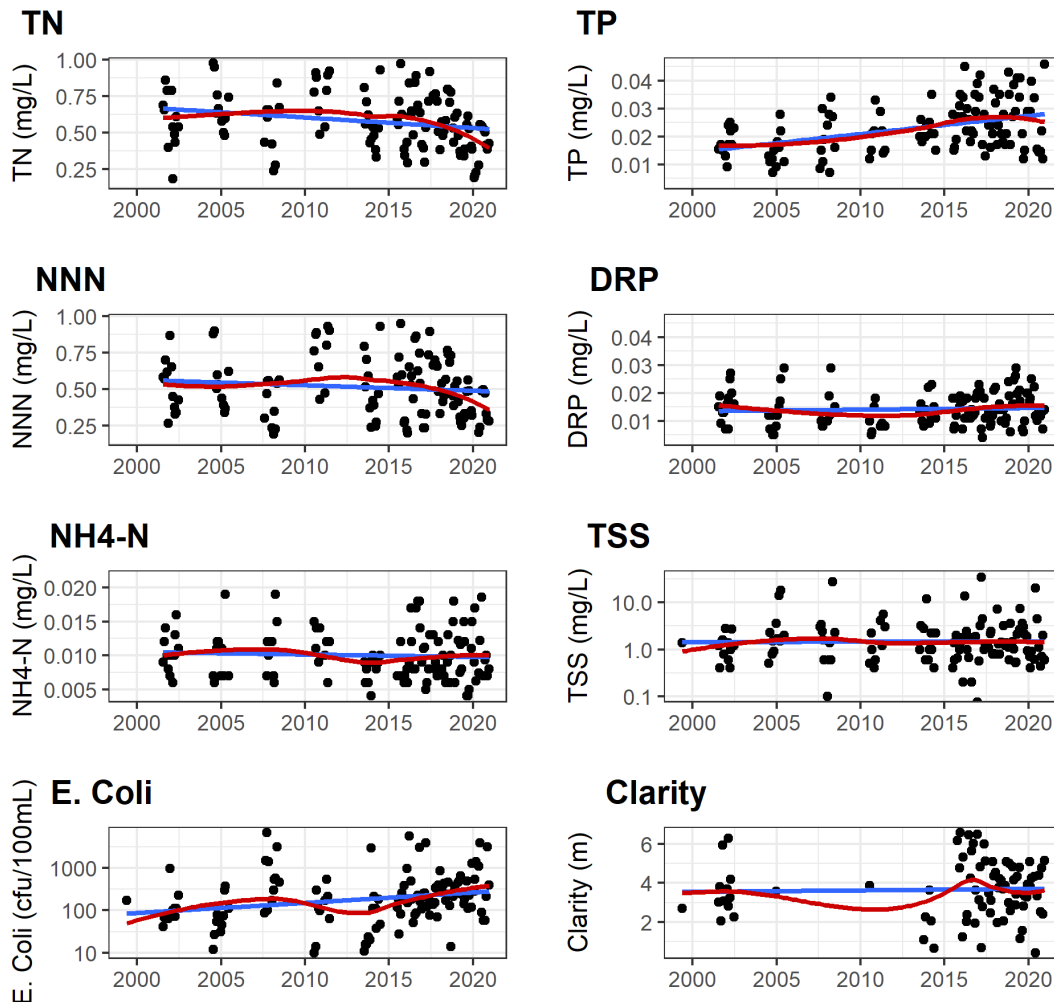 TN
TN (mg/L)
1.00
0.75
0.50
0.25
2000 2005 2010 2015 2020
TP
TP (mg/L)
0.04
0.03
0.02
0.01
2000 2005 2010 2015 2020
NNN
NNN (mg/L)
1.00
0.75
0.50
0.25
2000 2005 2010 2015 2020
DRP
DRP (mg/L)
0.04
0.03
0.02
0.01
2000 2005 2010 2015 2020
NH4-N
NH4-N (mg/L)
0.020
0.015
0.010
0.005
2000 2005 2010 2015 2020
TSS
TSS (mg/L)
10.0
1.0
0.1
2000 2005 2010 2015 2020
E. Coli
E. Coli (cfu/100mL)
1000
100
10
2000 2005 2010 2015 2020
Clarity
Clarity (m)
6
4
2
2000 2005 2010 2015 2020